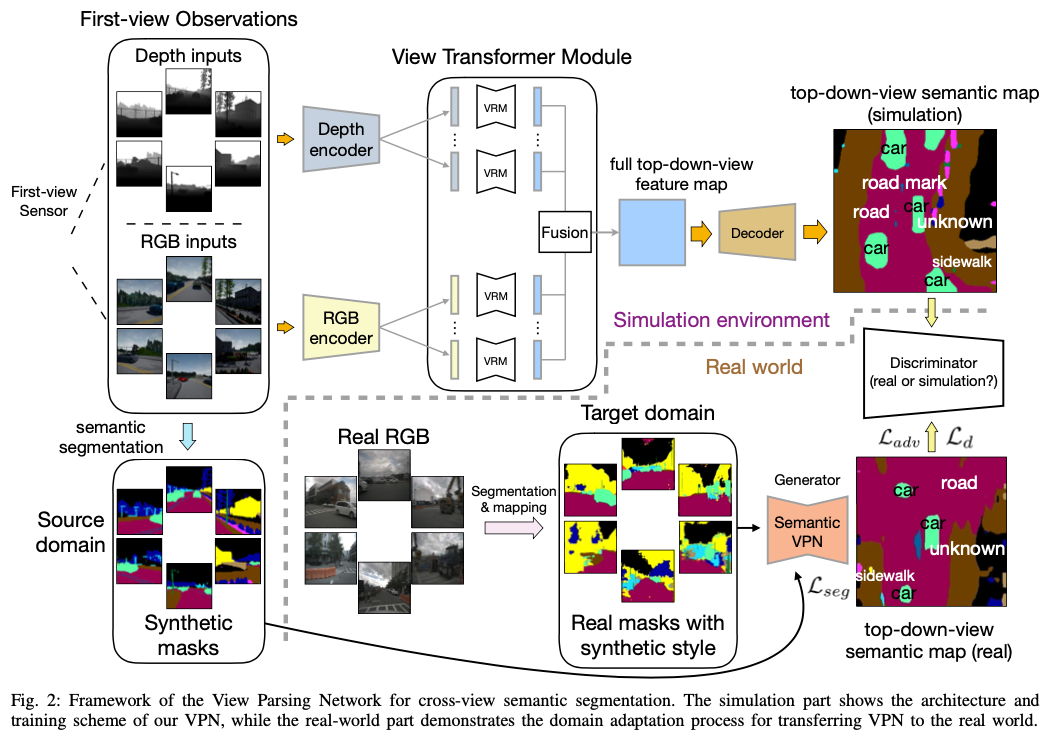 First-view Observations
Depth inputs
First-view
Sensor
RGB inputs
Depth
encoder
RGB
encoder
View Transformer Module
VRM
VRM
VRM
VRM
Fusion
full top-down-view
feature map
Decoder
top-down-view semantic map
(simulation)
car
road mark
road
car
unknown
car
sidewalk
car
Simulation environment
Real world
Discriminator
(real or simulation?)
ℒadv
ℒd
semantic
segmentation
Source
domain
Synthetic
masks
Real RGB
Segmentation
& mapping
Target domain
Real masks with
synthetic style
Generator
Semantic
VPN
ℒseg
car
road
car
unknown
sidewalk
car
top-down-view
semantic map (real)
Fig. 2: Framework of the View Parsing Network for cross-view semantic segmentation. The simulation part shows the architecture and
training scheme of our VPN, while the real-world part demonstrates the domain adaptation process for transferring VPN to the real world.